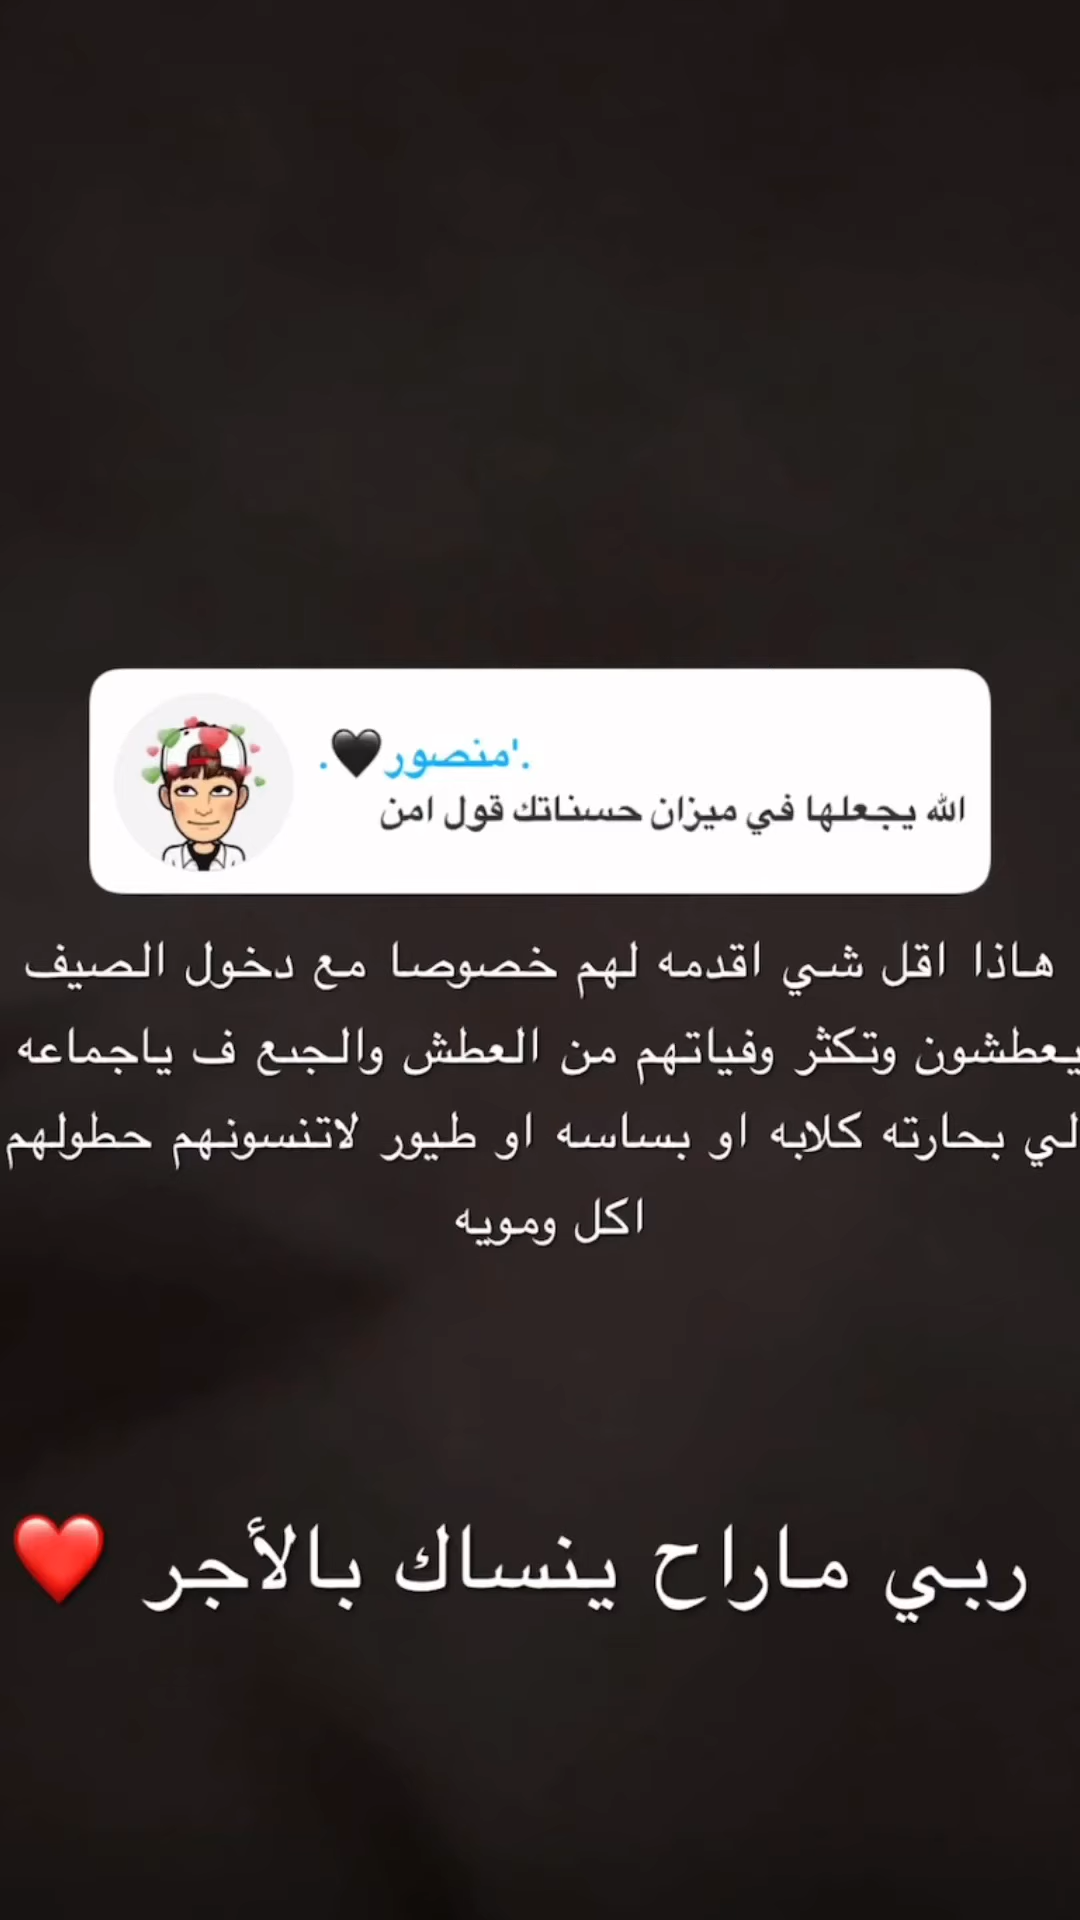 .'منصور🖤.
الله يجعلها في ميزان حسناتك قول امن
هاذا اقل شي اقدمه لهم خصوصا مع دخول الصيف
يعطشون وتكثر وفياتهم من العطش والجبع ف ياجماعه
لي بحارته كلابه او بساسه او طيور لاتنسونهم حطولهم
اكل ومويه
ربي ماراح ينساك بالأجر ❤️